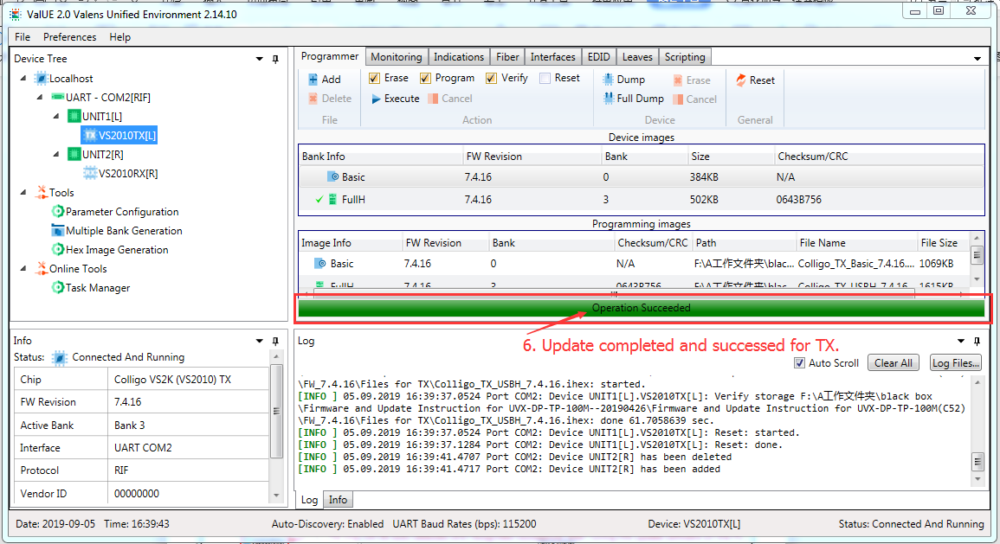 ValUE 2.0 Valens Unified Environment 2.14.10
File Preferences Help
Device Tree
Localhost
UART - COM2[RIF]
UNIT1[L]
VS2010TX[L]
UNIT2[R]
VS2010RX[R]
Tools
Parameter Configuration
Multiple Bank Generation
Hex Image Generation
Online Tools
Task Manager
Programmer Monitoring Indications Fiber Interfaces EDID Leaves Scripting
Add Erase Program Verify Reset Dump Erase Reset
Delete Execute Cancel Full Dump Cancel
File Action Device General
Device images
Bank Info FW Revision Bank Size Checksum/CRC
Basic 7.4.16 0 384KB N/A
FullH 7.4.16 3 502KB 0643B756
Programming images
Image Info FW Revision Bank Checksum/CRC Path File Name File Size
Basic 7.4.16 0 N/A F:\A工作文件夹\blac... Colligo_TX_Basic_7.4.16.... 1069KB
FullH 7.4.16 3 0643B756 F:\A工作文件夹\blac... Colligo_TX_USBH_7.4.16.... 1615KB
Operation Succeeded
6. Update completed and successed for TX.
Info
Status: Connected And Running
Chip Colligo VS2K (VS2010) TX
FW Revision 7.4.16
Active Bank Bank 3
Interface UART COM2
Protocol RIF
Vendor ID 00000000
Log
Auto Scroll Clear All Log Files...
\FW_7.4.16\Files for TX\Colligo_TX_USBH_7.4.16.ihex: started.
[INFO ] 05.09.2019 16:39:37.0524 Port COM2: Device UNIT1[L].VS2010TX[L]: Verify storage F:\A工作文件夹\black box
\Firmware and Update Instruction for UVX-DP-TP-100M--20190426\Firmware and Update Instruction for UVX-DP-TP-100M(C52)
\FW_7.4.16\Files for TX\Colligo_TX_USBH_7.4.16.ihex: done 61.7058639 sec.
[INFO ] 05.09.2019 16:39:37.0524 Port COM2: Device UNIT1[L].VS2010TX[L]: Reset: started.
[INFO ] 05.09.2019 16:39:37.1284 Port COM2: Device UNIT1[L].VS2010TX[L]: Reset: done.
[INFO ] 05.09.2019 16:39:41.4707 Port COM2: Device UNIT2[R] has been deleted
[INFO ] 05.09.2019 16:39:41.4717 Port COM2: Device UNIT2[R] has been added
Log Info
Date: 2019-09-05 Time: 16:39:43 Auto-Discovery: Enabled UART Baud Rates (bps): 115200 Device: VS2010TX[L] Status: Connected And Running